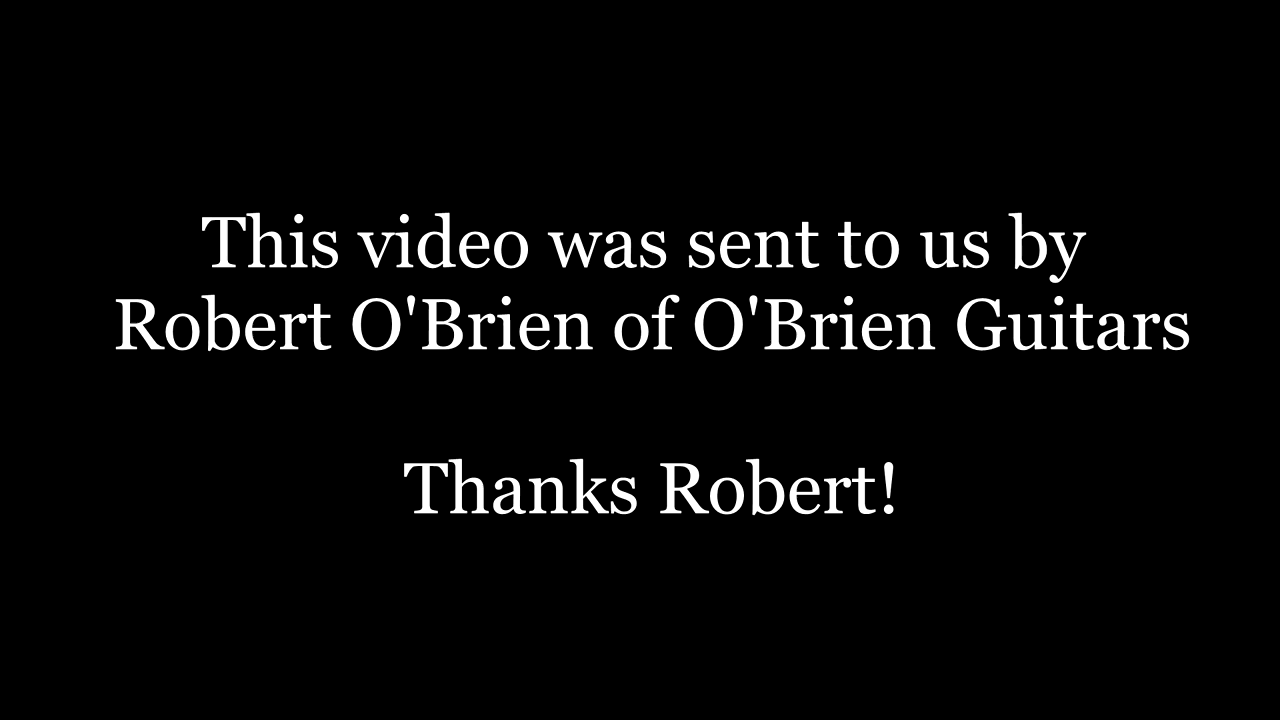 This video was sent to us by
Robert O'Brien of O'Brien Guitars
Thanks Robert!